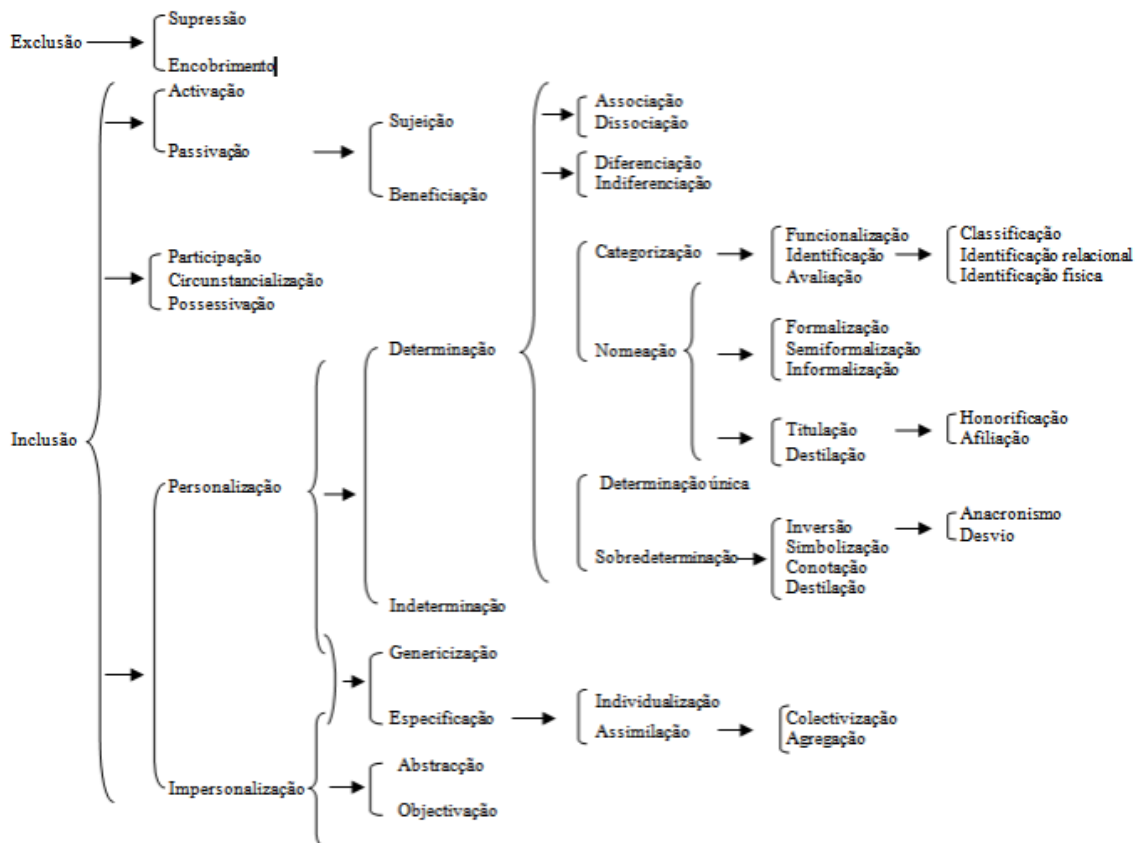 Supressão
Exclusão
Encobrimento
Activação
Passivação
Sujeição
Beneficiação
Participação
Circunstancialização
Possessivação
Inclusão
Personalização
Determinação
Associação
Dissociação
Diferenciação
Indiferenciação
Categorização
Funcionalização
Identificação
Avaliação
Classificação
Identificação relacional
Identificação física
Nomeação
Formalização
Semiformalização
Informalização
Titulação
Destilação
Honorificação
Afiliação
Determinação única
Sobredeterminação
Inversão
Simbolização
Conotação
Destilação
Anacronismo
Desvio
Indeterminação
Genericização
Especificação
Individualização
Assimilação
Colectivização
Agregação
Impersonalização
Abstracção
Objectivação